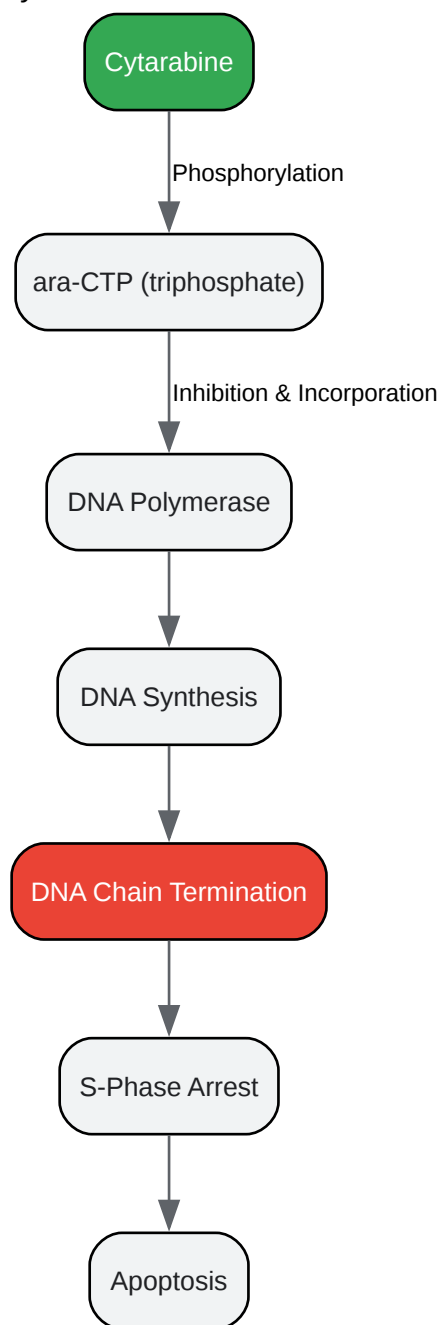 Cytarabine
Phosphorylation
ara-CTP (triphosphate)
Inhibition & Incorporation
DNA Polymerase
DNA Synthesis
DNA Chain Termination
S-Phase Arrest
Apoptosis